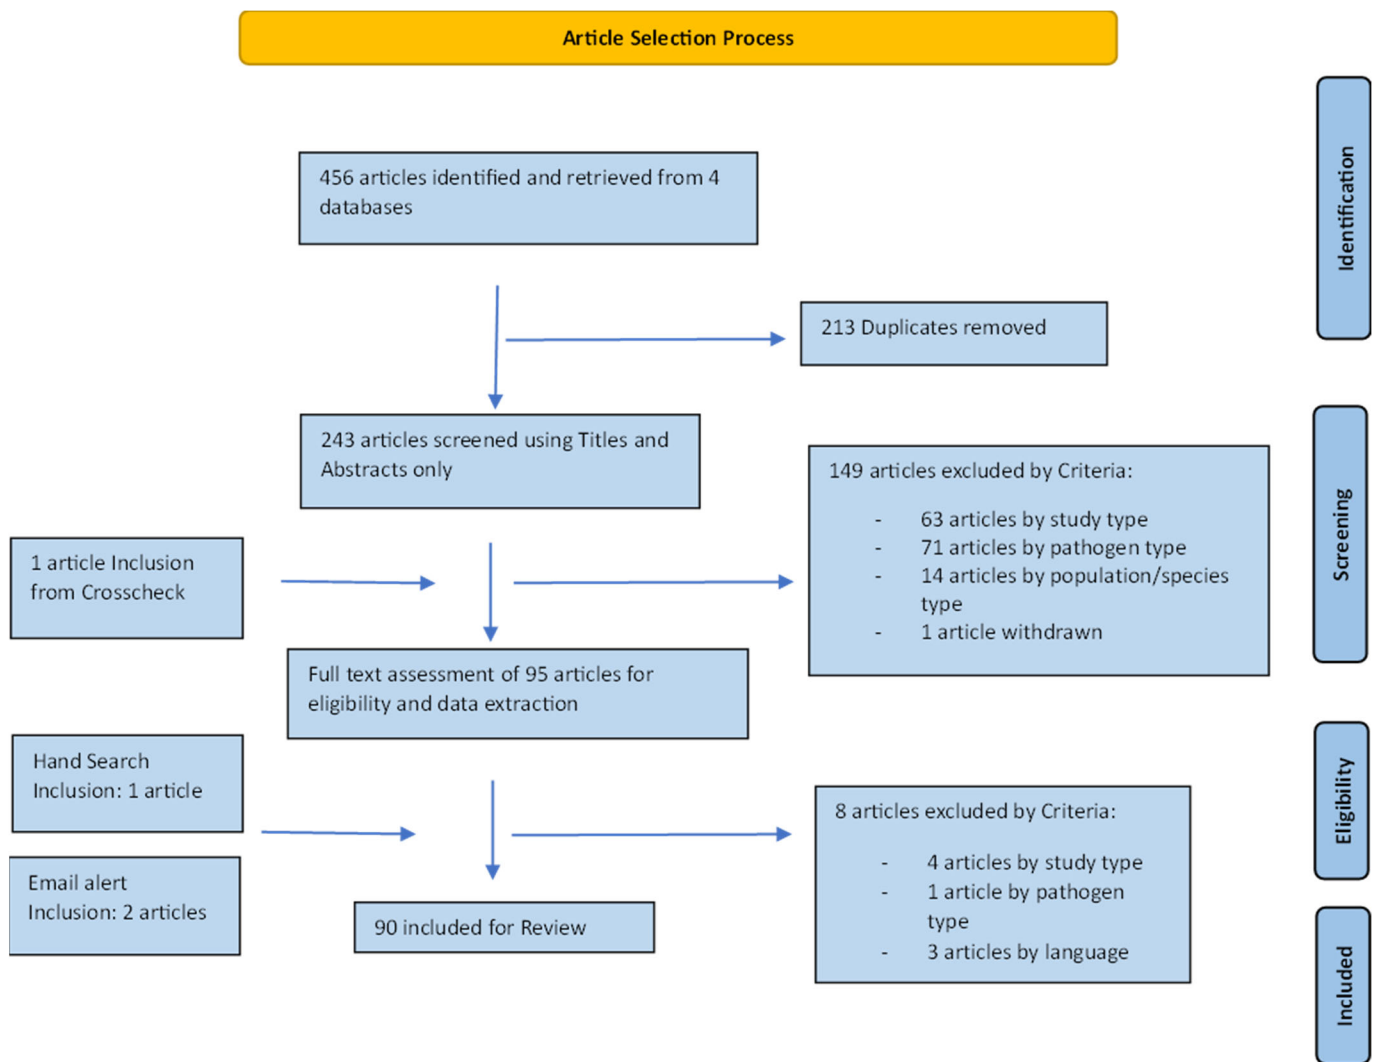 Article Selection Process
Identification
456 articles identified and retrieved from 4
databases
213 Duplicates removed
243 articles screened using Titles and
Abstracts only
Screening
149 articles excluded by Criteria:
- 63 articles by study type
- 71 articles by pathogen type
- 14 articles by population/species
type
- 1 article withdrawn
1 article Inclusion
from Crosscheck
Full text assessment of 95 articles for
eligibility and data extraction
Eligibility
Hand Search
Inclusion: 1 article
8 articles excluded by Criteria:
- 4 articles by study type
- 1 article by pathogen
type
- 3 articles by language
Email alert
Inclusion: 2 articles
90 included for Review
Included